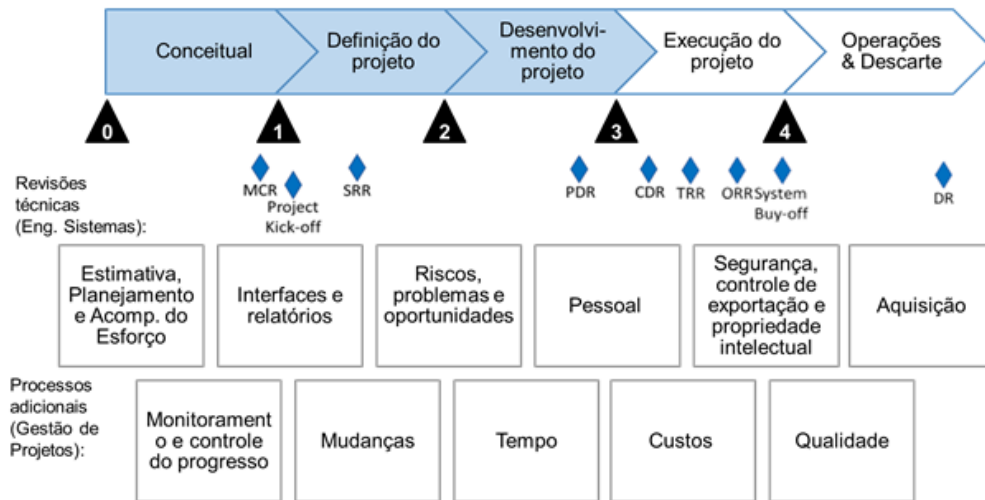 Conceitual
Definição do
projeto
Desenvolvi-
mento do
projeto
Execução do
projeto
Operações
& Descarte
0
1
2
3
4
Revisões
técnicas
(Eng. Sistemas):
MCR
Project
Kick-off
SRR
PDR
CDR
TRR
ORR
System
Buy-off
DR
Estimativa,
Planejamento
e Acomp. do
Esforço
Interfaces e
relatórios
Riscos,
problemas e
oportunidades
Pessoal
Segurança,
controle de
exportação e
propriedade
intelectual
Aquisição
Processos
adicionais
(Gestão de
Projetos):
Monitorament
o e controle
do progresso
Mudanças
Tempo
Custos
Qualidade